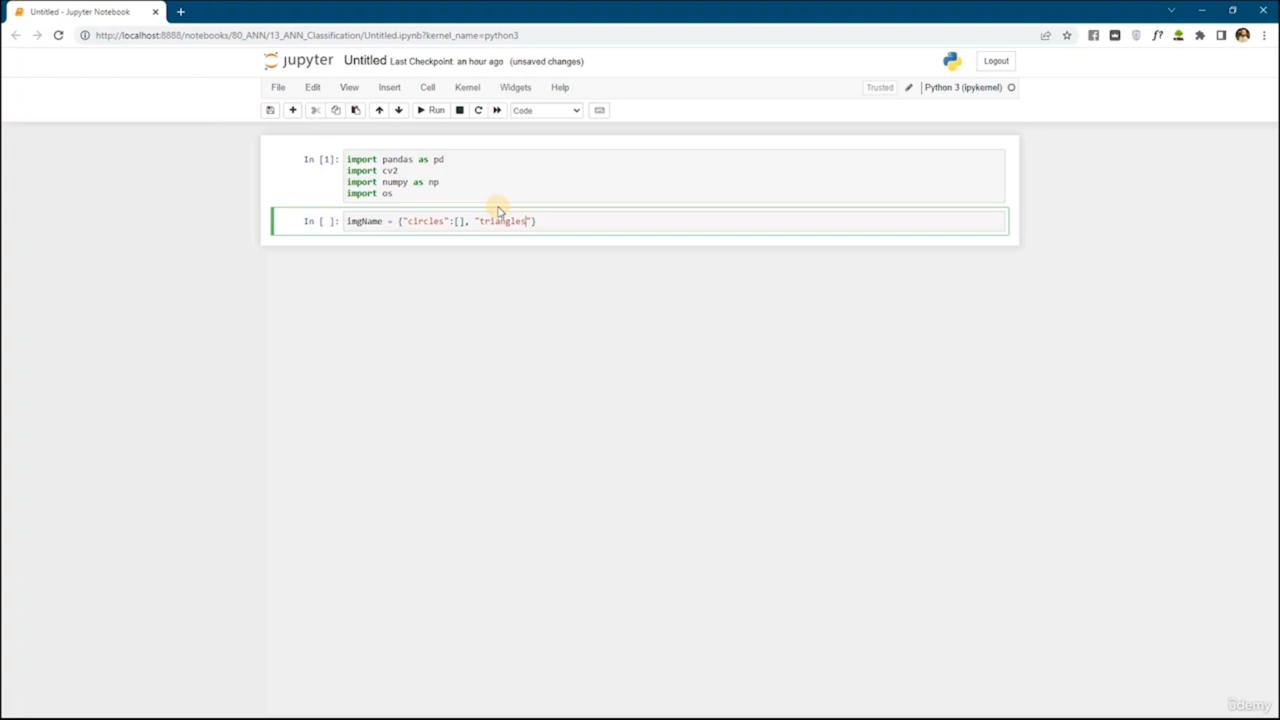 Untitled - Jupyter Notebook
http://localhost:8888/notebooks/80_ANN/13_ANN_Classification/Untitled.ipynb?kernel_name=python3
jupyter Untitled Last Checkpoint: an hour ago (unsaved changes)
Logout
File Edit View Insert Cell Kernel Widgets Help
Trusted
Python 3 (ipykernel)
Run
Code
In [1]: import pandas as pd
import cv2
import numpy as np
import os
In [ ]: imgName = {"circles":[], "triangles"}
ûdemy